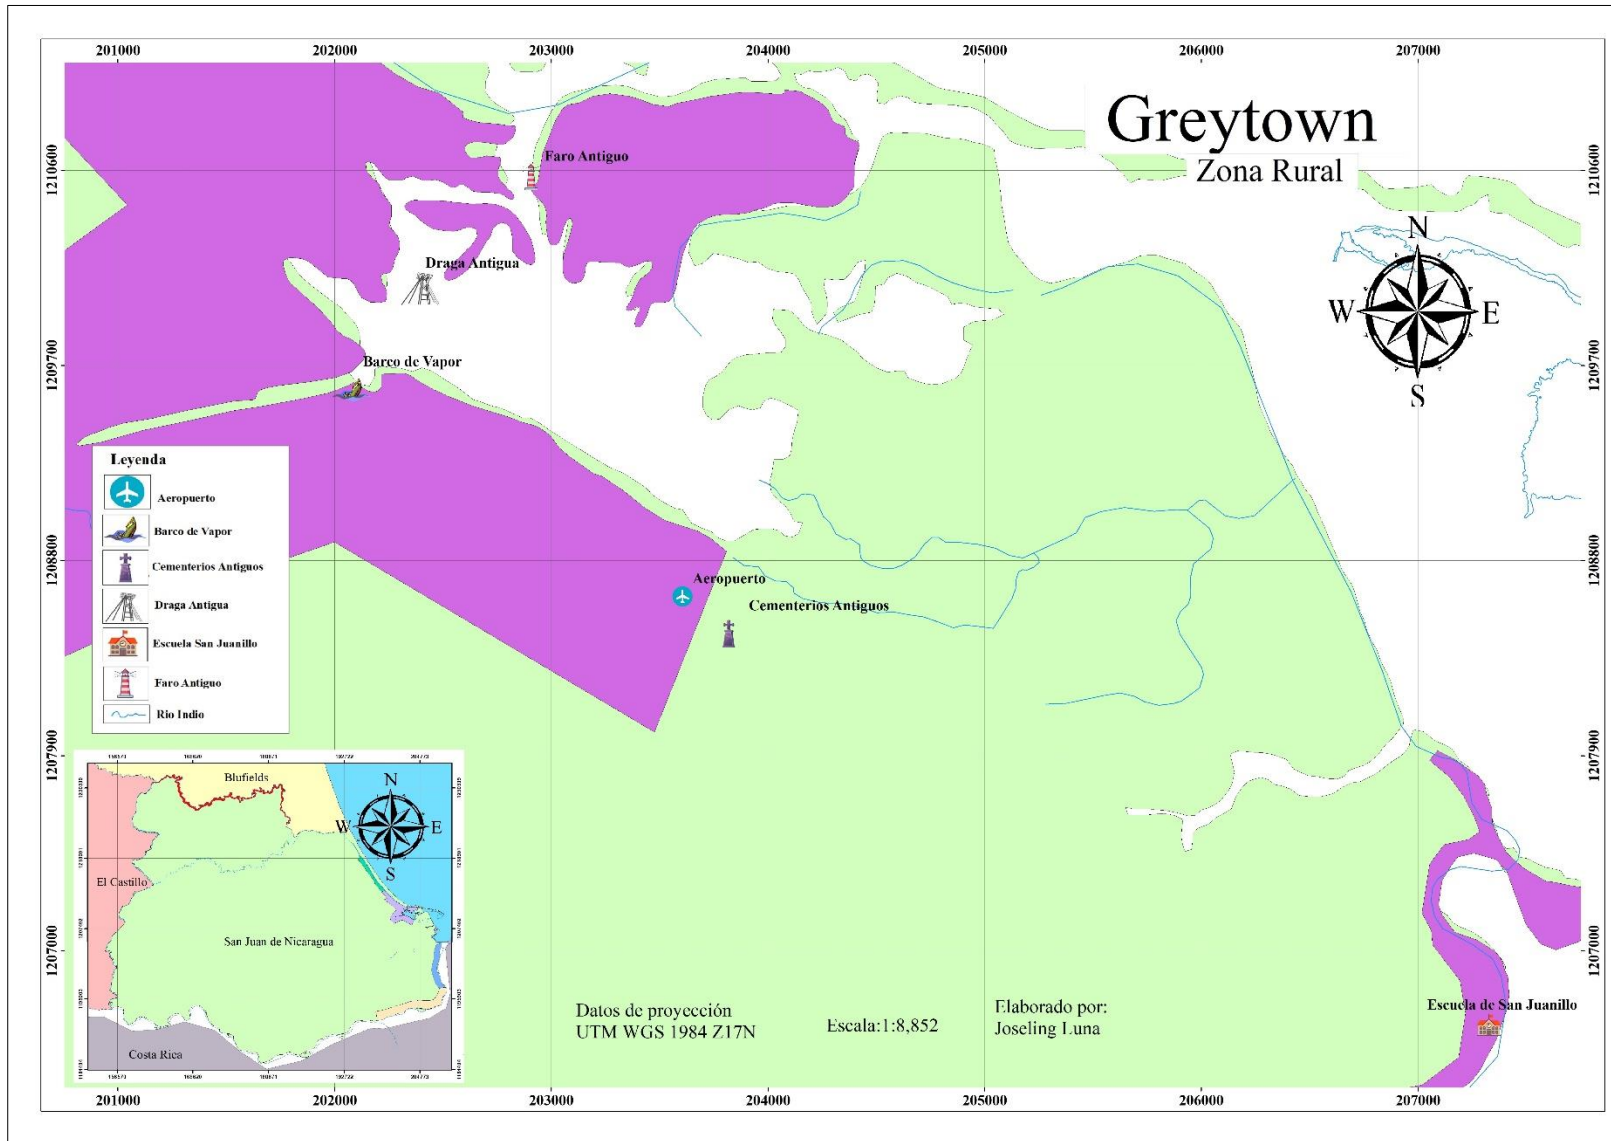 201000 202000 203000 204000 205000 206000 207000
Greytown
Zona Rural
1210600
1210600
Faro Antiguo
Draga Antigua
N
W
E
S
1209700
1209700
Barco de Vapor
Leyenda
Aeropuerto
Barco de Vapor
Cementerios Antiguos
Draga Antigua
Escuela San Juanillo
Faro Antiguo
Rio Indio
1208800
1208800
Aeropuerto
Cementerios Antiguos
1207900
1207900
Blufields
N
W
E
S
El Castillo
San Juan de Nicaragua
Costa Rica
1207000
1207000
Datos de proyección
UTM WGS 1984 Z17N
Escala:1:8,852
Elaborado por:
Joseling Luna
Escuela de San Juanillo
201000 202000 203000 204000 205000 206000 207000